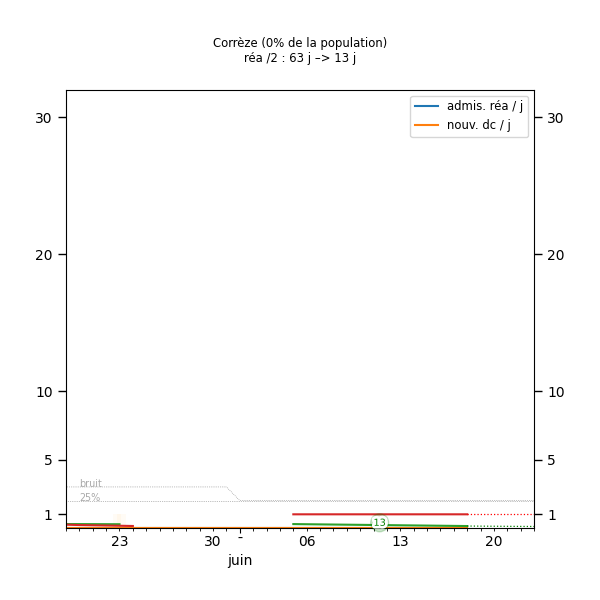 Corrèze (0% de la population)
réa /2 : 63 j –> 13 j
admis. réa / j
nouv. dc / j
30 30
20 20
10 10
5 5
bruit
25%
1 13 1
23 30 - 06 13 20
juin